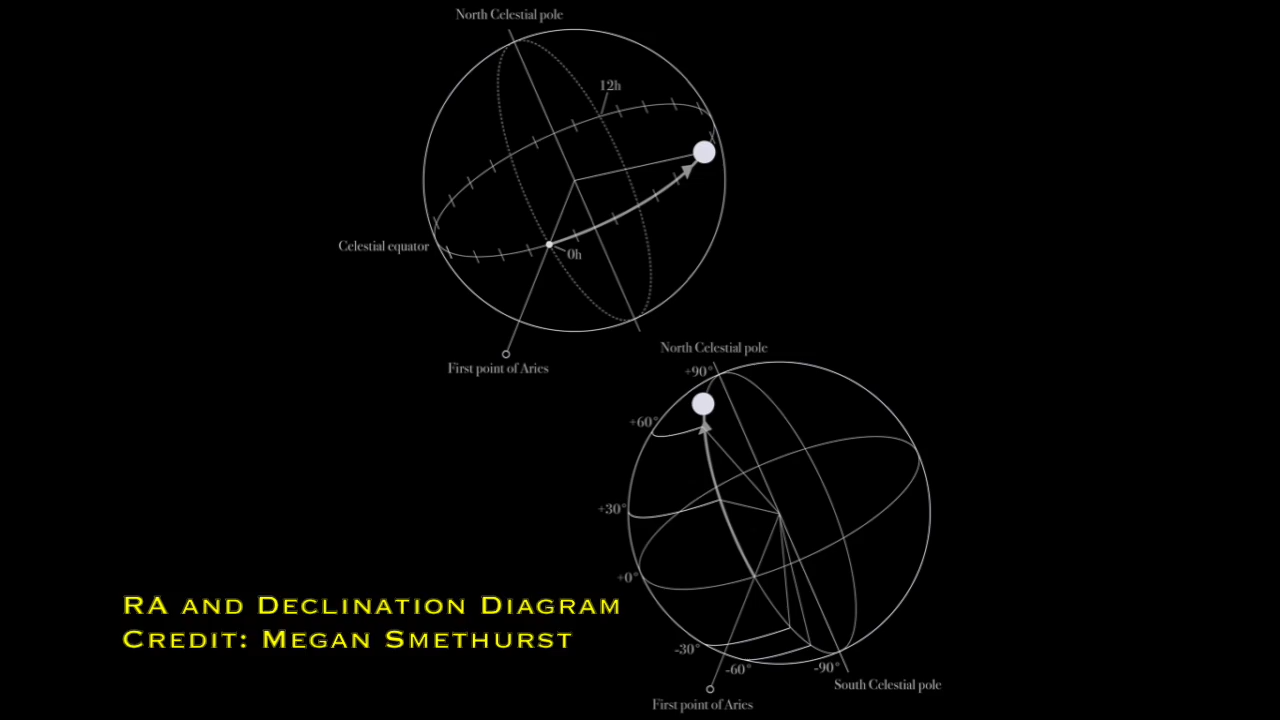 North Celestial pole
12h
Celestial equator
0h
First point of Aries
North Celestial pole
+90°
+60°
+30°
+0°
-30°
-60°
-90°
South Celestial pole
First point of Aries
RA and Declination Diagram
Credit: Megan Smethurst